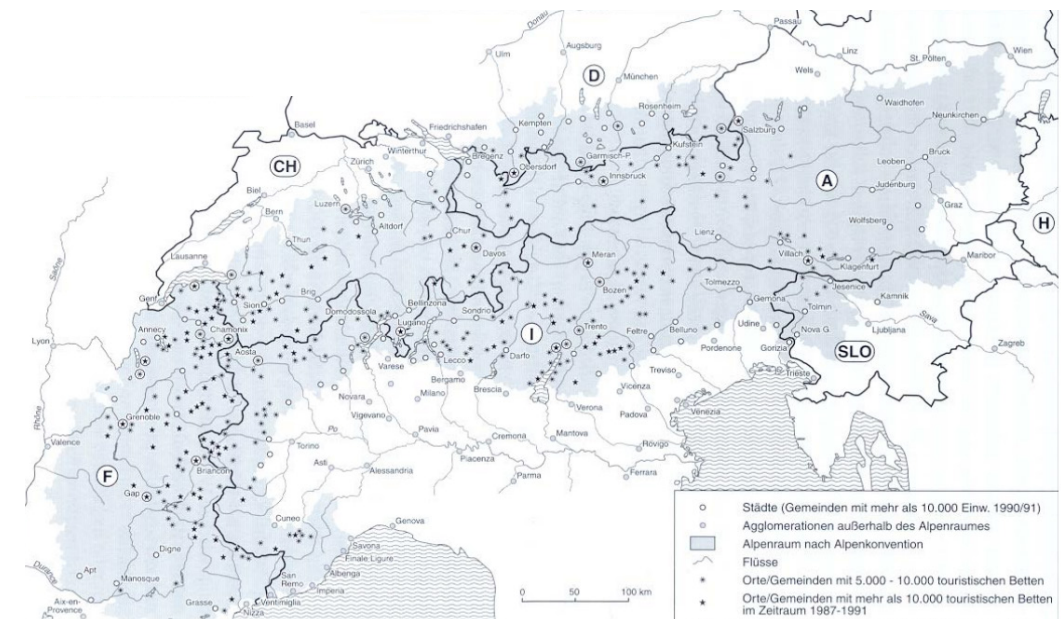 Donau
Passau
Ulm
Augsburg
Linz
Wien
D
München
Wels
St. Pölten
Rosenheim
Waidhofen
Basel
Kempten
Salzburg
Neunkirchen
Friedrichshafen
Winterthur
Bregenz
Kufstein
CH
Zürich
Obersdorf
Garmisch-P
Leoben
Bruck
Biel
Innsbruck
A
Judenburg
Luzern
Bern
Graz
Altdorf
Chur
Wolfsberg
Thun
Davos
Lienz
H
Saône
Lausanne
Meran
Villach
Klagenfurt
Maribor
Brig
Bozen
Tolmezzo
Jesenice
Genf
Sion
Bellinzona
Sondrio
Gemona
Kamnik
Domodossola
Tolmin
Annecy
Chamonix
Lugano
I
Trento
Feltre
Belluno
Udine
Nova G.
Ljubljana
Sava
Lyon
Aosta
Lecco
Darfo
Pordenone
Gorizia
SLO
Zagreb
Varese
Bergamo
Treviso
Triest
Brescia
Vicenza
Rhône
Novara
Milano
Verona
Padova
Venezia
Grenoble
Vigevano
Valence
Po
Pavia
Cremona
Mantova
Rovigo
Torino
Briancon
Asti
Piacenza
F
Alessandria
Parma
Ferrara
Gap
Cuneo
Genova
Digne
Savona
Finale Ligure
Apt
Albenga
Durance
Manosque
San
Remo
Imperia
Aix-en-
Provence
Grasse
Ventimiglia
Nizza
0
50
100 km
Städte (Gemeinden mit mehr als 10.000 Einw. 1990/91)
Agglomerationen außerhalb des Alpenraumes
Alpenraum nach Alpenkonvention
Flüsse
Orte/Gemeinden mit 5.000 - 10.000 touristischen Betten
Orte/Gemeinden mit mehr als 10.000 touristischen Betten
im Zeitraum 1987-1991